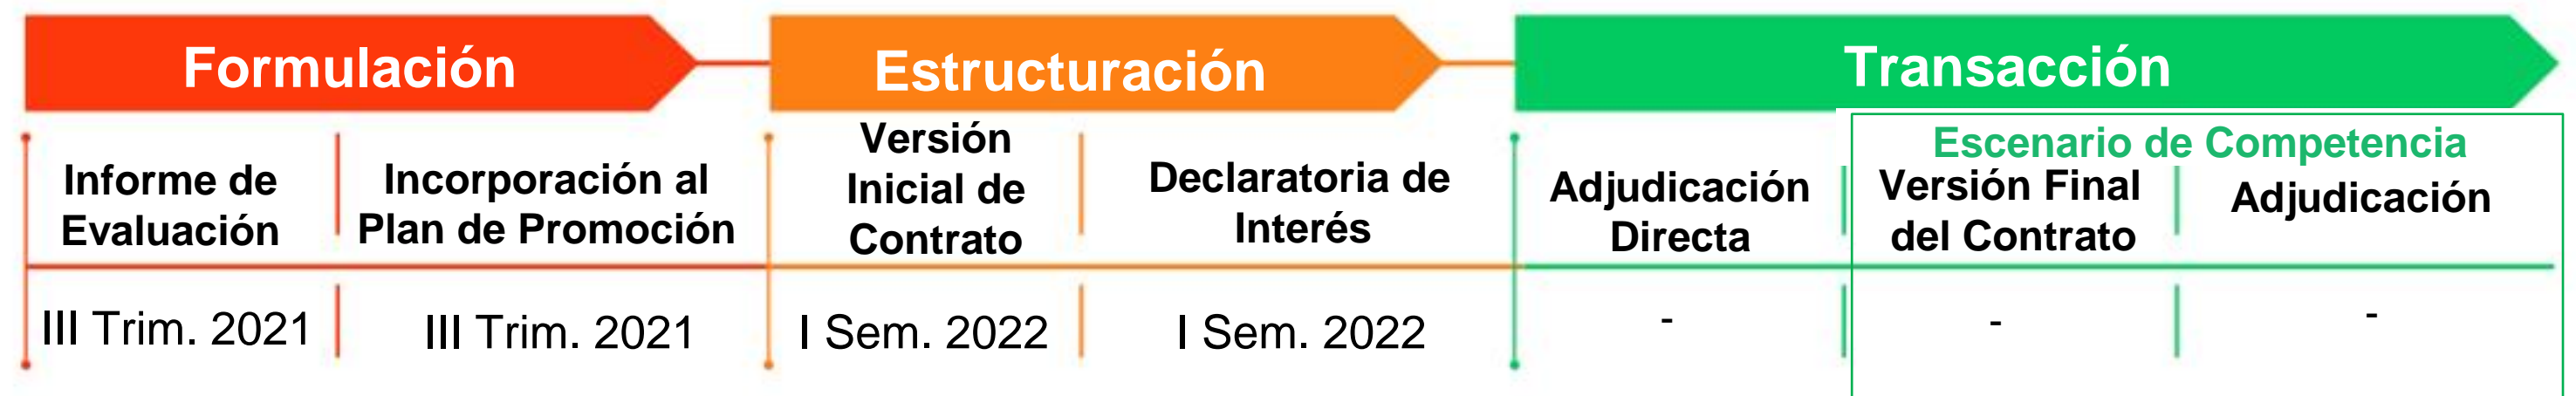 Formulación
Estructuración
Transacción
Escenario de Competencia
Informe de
Evaluación
Incorporación al
Plan de Promoción
Versión
Inicial de
Contrato
Declaratoria de
Interés
Adjudicación
Directa
Versión Final
del Contrato
Adjudicación
III Trim. 2021
III Trim. 2021
I Sem. 2022
I Sem. 2022
-
-
-